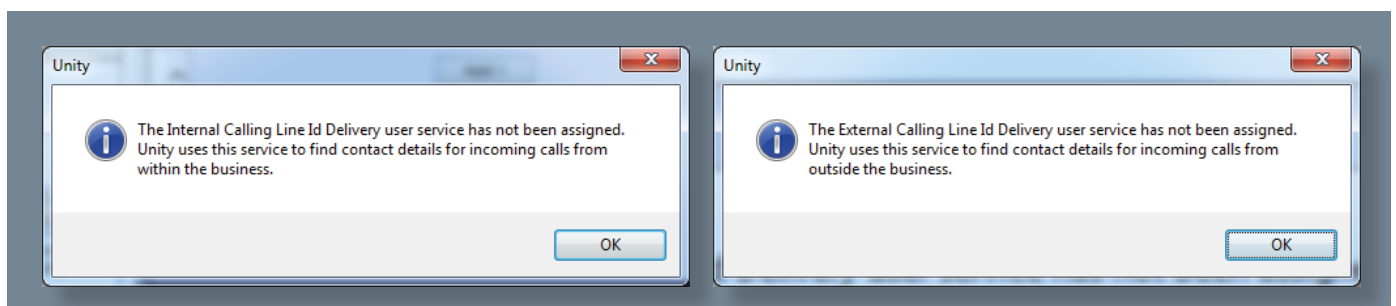 Unity
The Internal Calling Line Id Delivery user service has not been assigned.
Unity uses this service to find contact details for incoming calls from
within the business.
OK
Unity
The External Calling Line Id Delivery user service has not been assigned.
Unity uses this service to find contact details for incoming calls from
outside the business.
OK